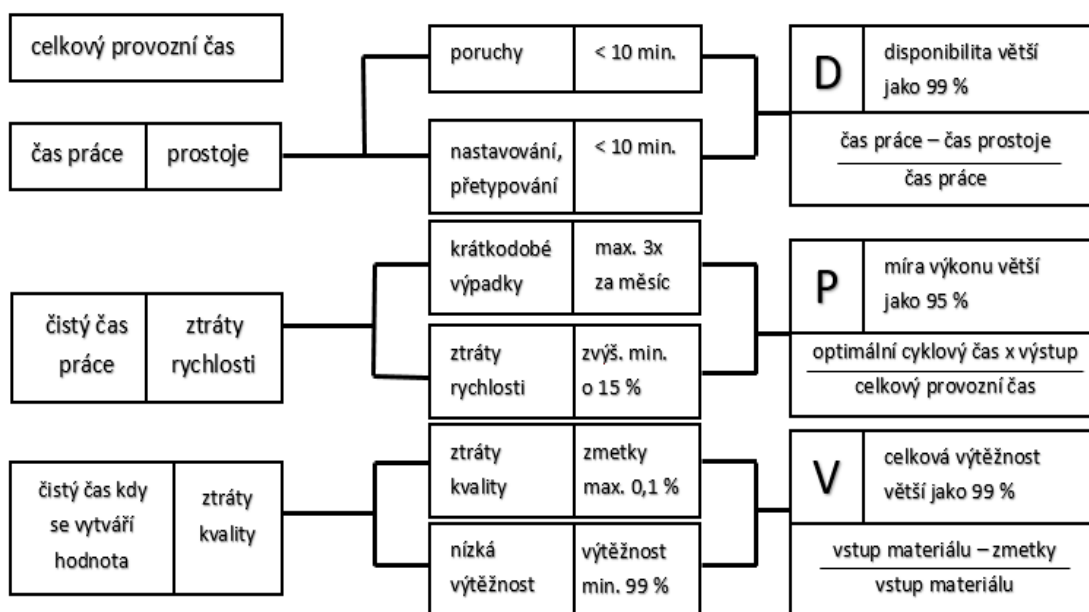 celkový provozní čas
čas práce
prostoje
poruchy
< 10 min.
nastavování,
přetypování
< 10 min.
D
disponibilita větší
jako 99 %
čas práce – čas prostoje
čas práce
čistý čas
práce
ztráty
rychlosti
krátkodobé
výpadky
max. 3x
za měsíc
ztráty
rychlosti
zvýš. min.
o 15 %
P
míra výkonu větší
jako 95 %
optimální cyklový čas x výstup
celkový provozní čas
čistý čas kdy
se vytváří
hodnota
ztráty
kvality
ztráty
kvality
zmetky
max. 0,1 %
nízká
výtěžnost
výtěžnost
min. 99 %
V
celková výtěžnost
větší jako 99 %
vstup materiálu – zmetky
vstup materiálu